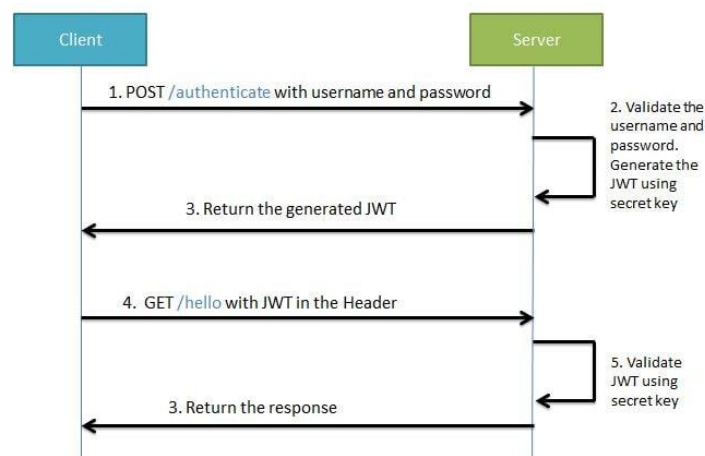 Client
Server
1. POST /authenticate with username and password
2. Validate the
username and
password.
Generate the
JWT using
secret key
3. Return the generated JWT
4. GET /hello with JWT in the Header
5. Validate
JWT using
secret key
3. Return the response